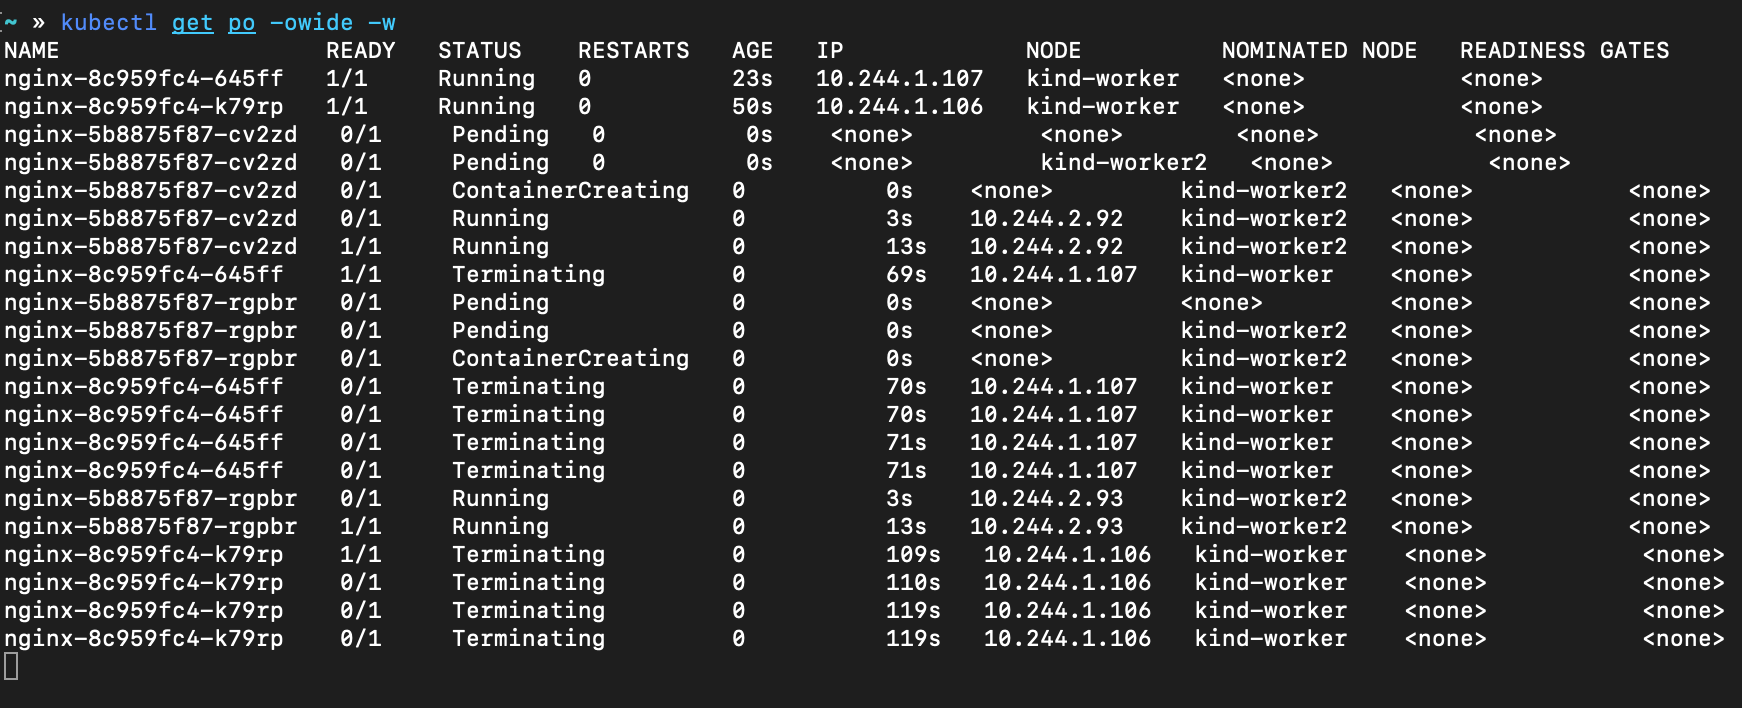 ~ » kubectl get po -owide -w
NAME                   READY   STATUS    RESTARTS   AGE   IP             NODE          NOMINATED NODE   READINESS GATES
nginx-8c959fc4-645ff   1/1     Running   0          23s   10.244.1.107   kind-worker   <none>           <none>
nginx-8c959fc4-k79rp   1/1     Running   0          50s   10.244.1.106   kind-worker   <none>           <none>
nginx-5b8875f87-cv2zd   0/1     Pending   0          0s    <none>         <none>        <none>           <none>
nginx-5b8875f87-cv2zd   0/1     Pending   0          0s    <none>         kind-worker2   <none>           <none>
nginx-5b8875f87-cv2zd   0/1     ContainerCreating   0          0s    <none>         kind-worker2   <none>           <none>
nginx-5b8875f87-cv2zd   0/1     Running             0          3s    10.244.2.92    kind-worker2   <none>           <none>
nginx-5b8875f87-cv2zd   1/1     Running             0          13s   10.244.2.92    kind-worker2   <none>           <none>
nginx-8c959fc4-645ff    1/1     Terminating         0          69s   10.244.1.107   kind-worker    <none>           <none>
nginx-5b8875f87-rgpbr   0/1     Pending             0          0s    <none>         <none>         <none>           <none>
nginx-5b8875f87-rgpbr   0/1     Pending             0          0s    <none>         kind-worker2   <none>           <none>
nginx-5b8875f87-rgpbr   0/1     ContainerCreating   0          0s    <none>         kind-worker2   <none>           <none>
nginx-8c959fc4-645ff    0/1     Terminating         0          70s   10.244.1.107   kind-worker    <none>           <none>
nginx-8c959fc4-645ff    0/1     Terminating         0          70s   10.244.1.107   kind-worker    <none>           <none>
nginx-8c959fc4-645ff    0/1     Terminating         0          71s   10.244.1.107   kind-worker    <none>           <none>
nginx-8c959fc4-645ff    0/1     Terminating         0          71s   10.244.1.107   kind-worker    <none>           <none>
nginx-5b8875f87-rgpbr   0/1     Running             0          3s    10.244.2.93    kind-worker2   <none>           <none>
nginx-5b8875f87-rgpbr   1/1     Running             0          13s   10.244.2.93    kind-worker2   <none>           <none>
nginx-8c959fc4-k79rp    1/1     Terminating         0          109s   10.244.1.106   kind-worker    <none>           <none>
nginx-8c959fc4-k79rp    0/1     Terminating         0          110s   10.244.1.106   kind-worker    <none>           <none>
nginx-8c959fc4-k79rp    0/1     Terminating         0          119s   10.244.1.106   kind-worker    <none>           <none>
nginx-8c959fc4-k79rp    0/1     Terminating         0          119s   10.244.1.106   kind-worker    <none>           <none>